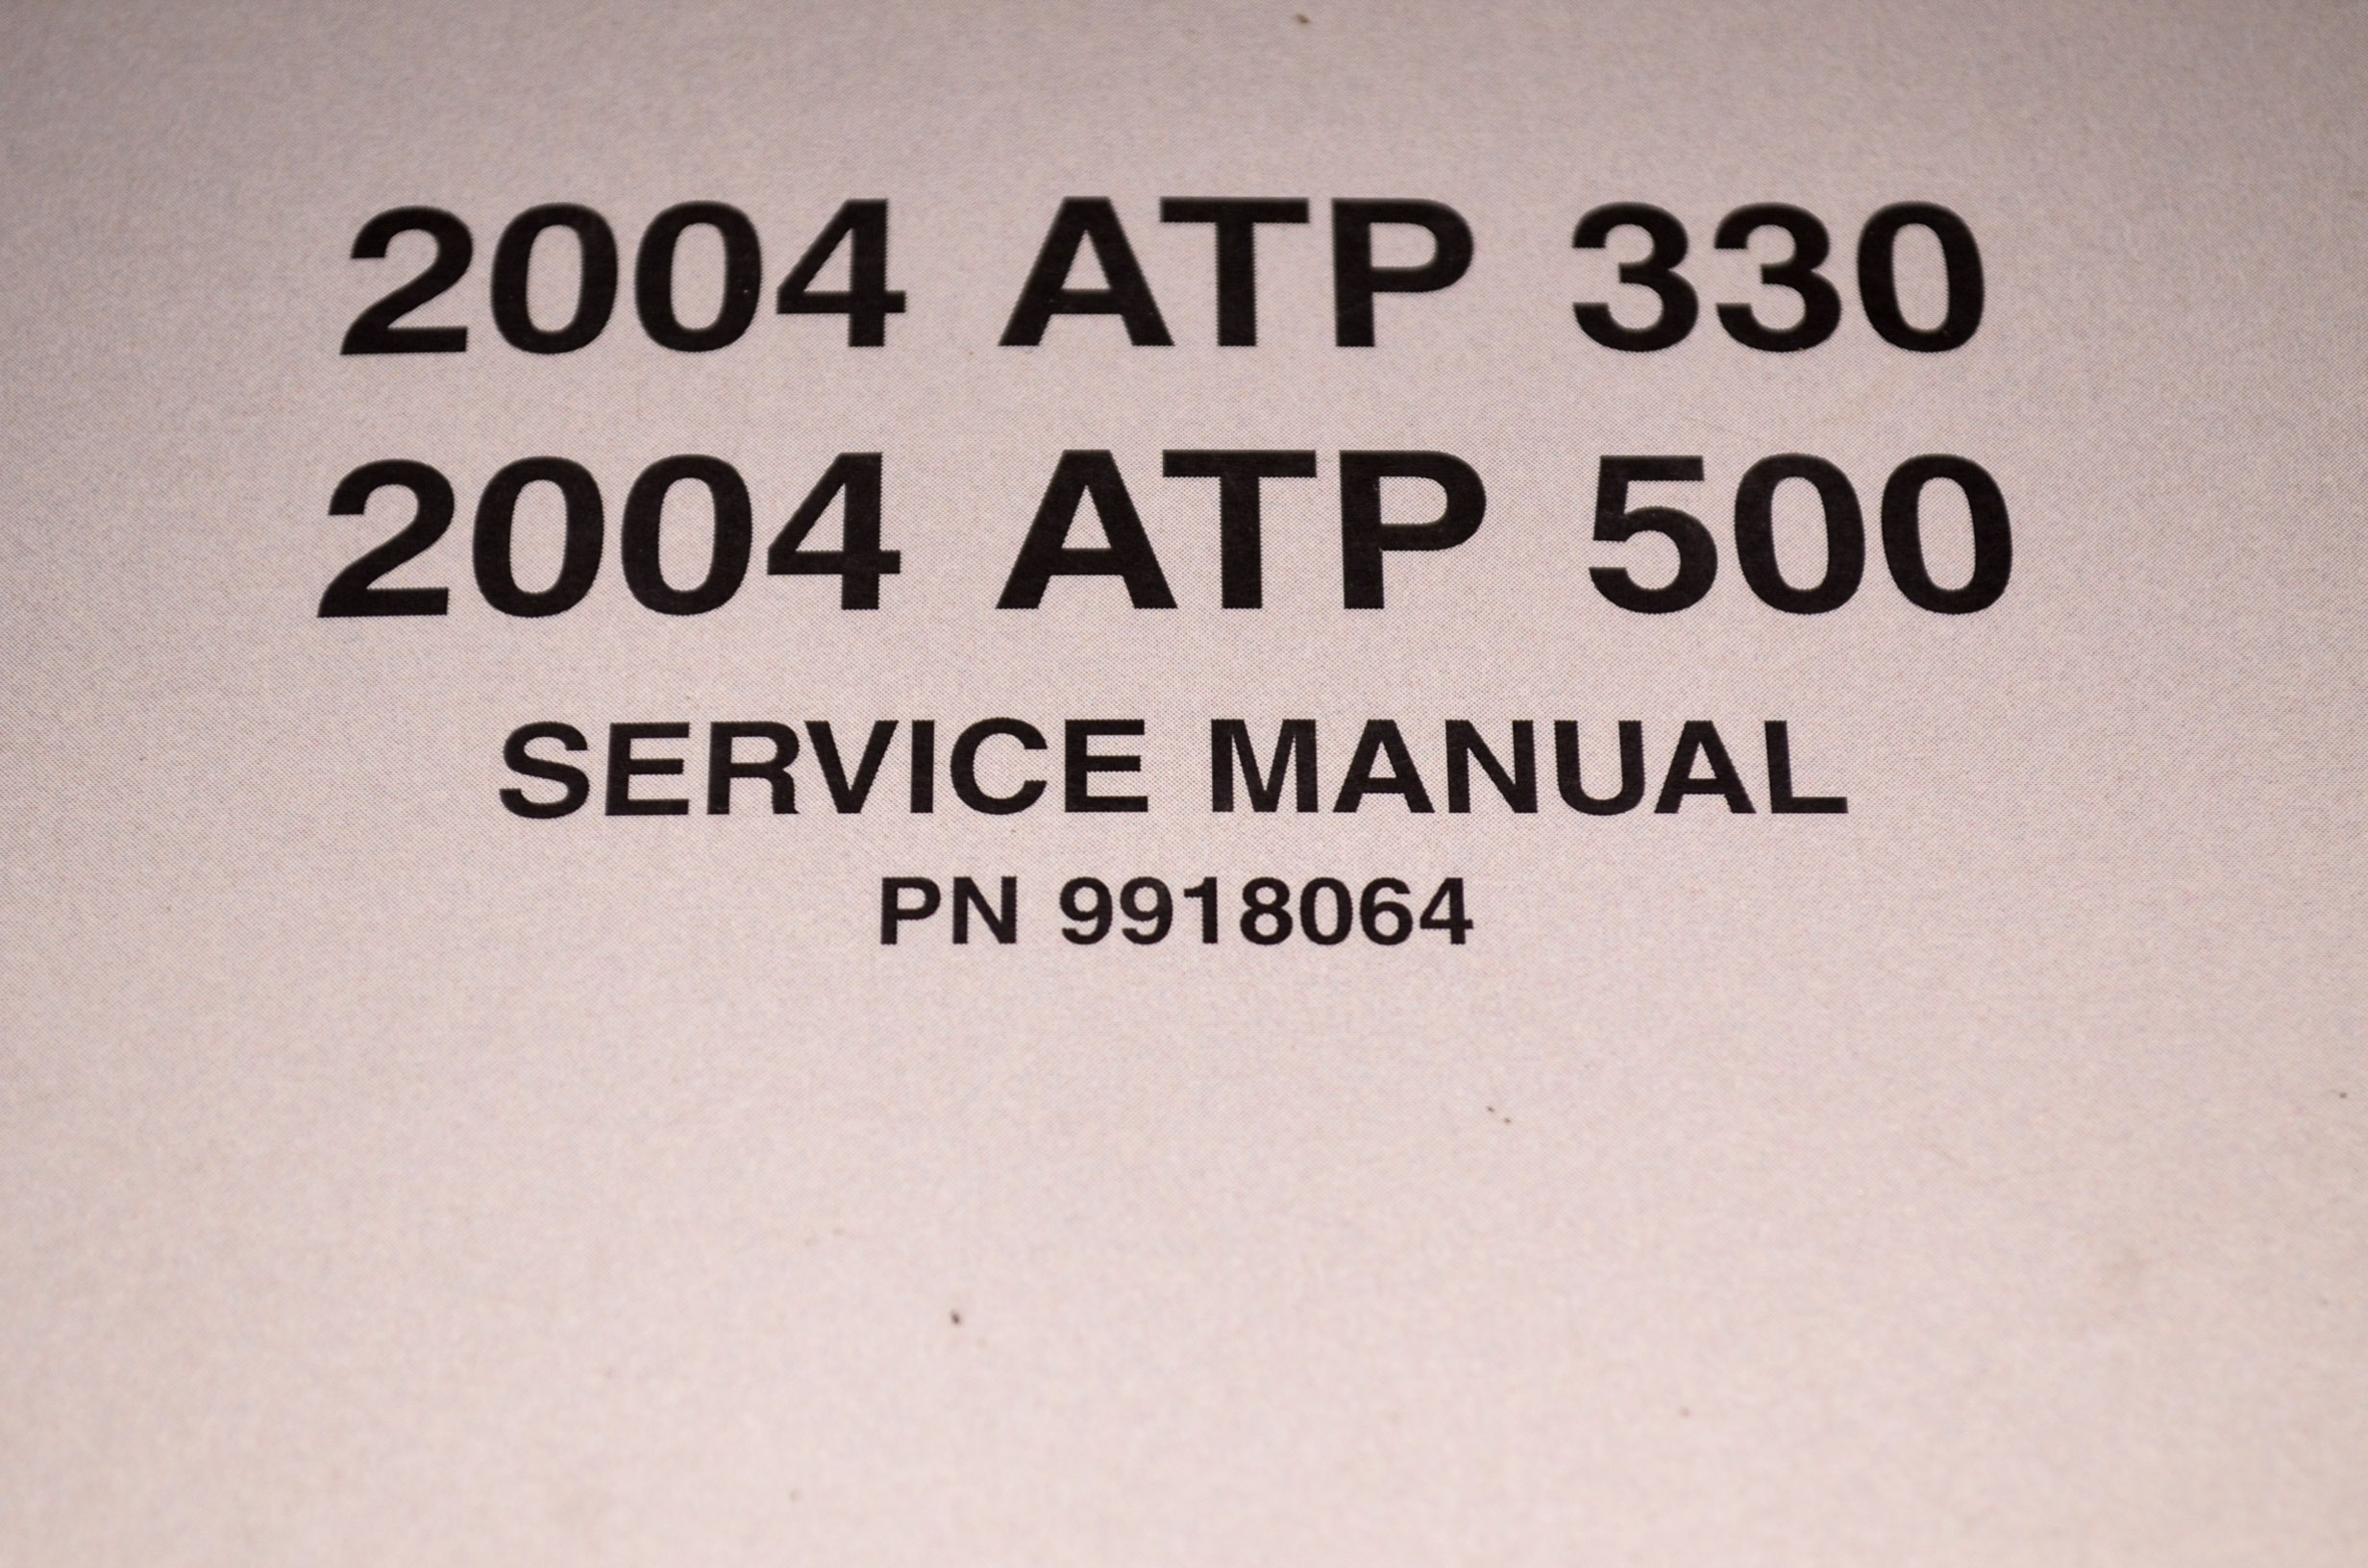 2004 ATP 330
2004 ATP 500
SERVICE MANUAL
PN 9918064